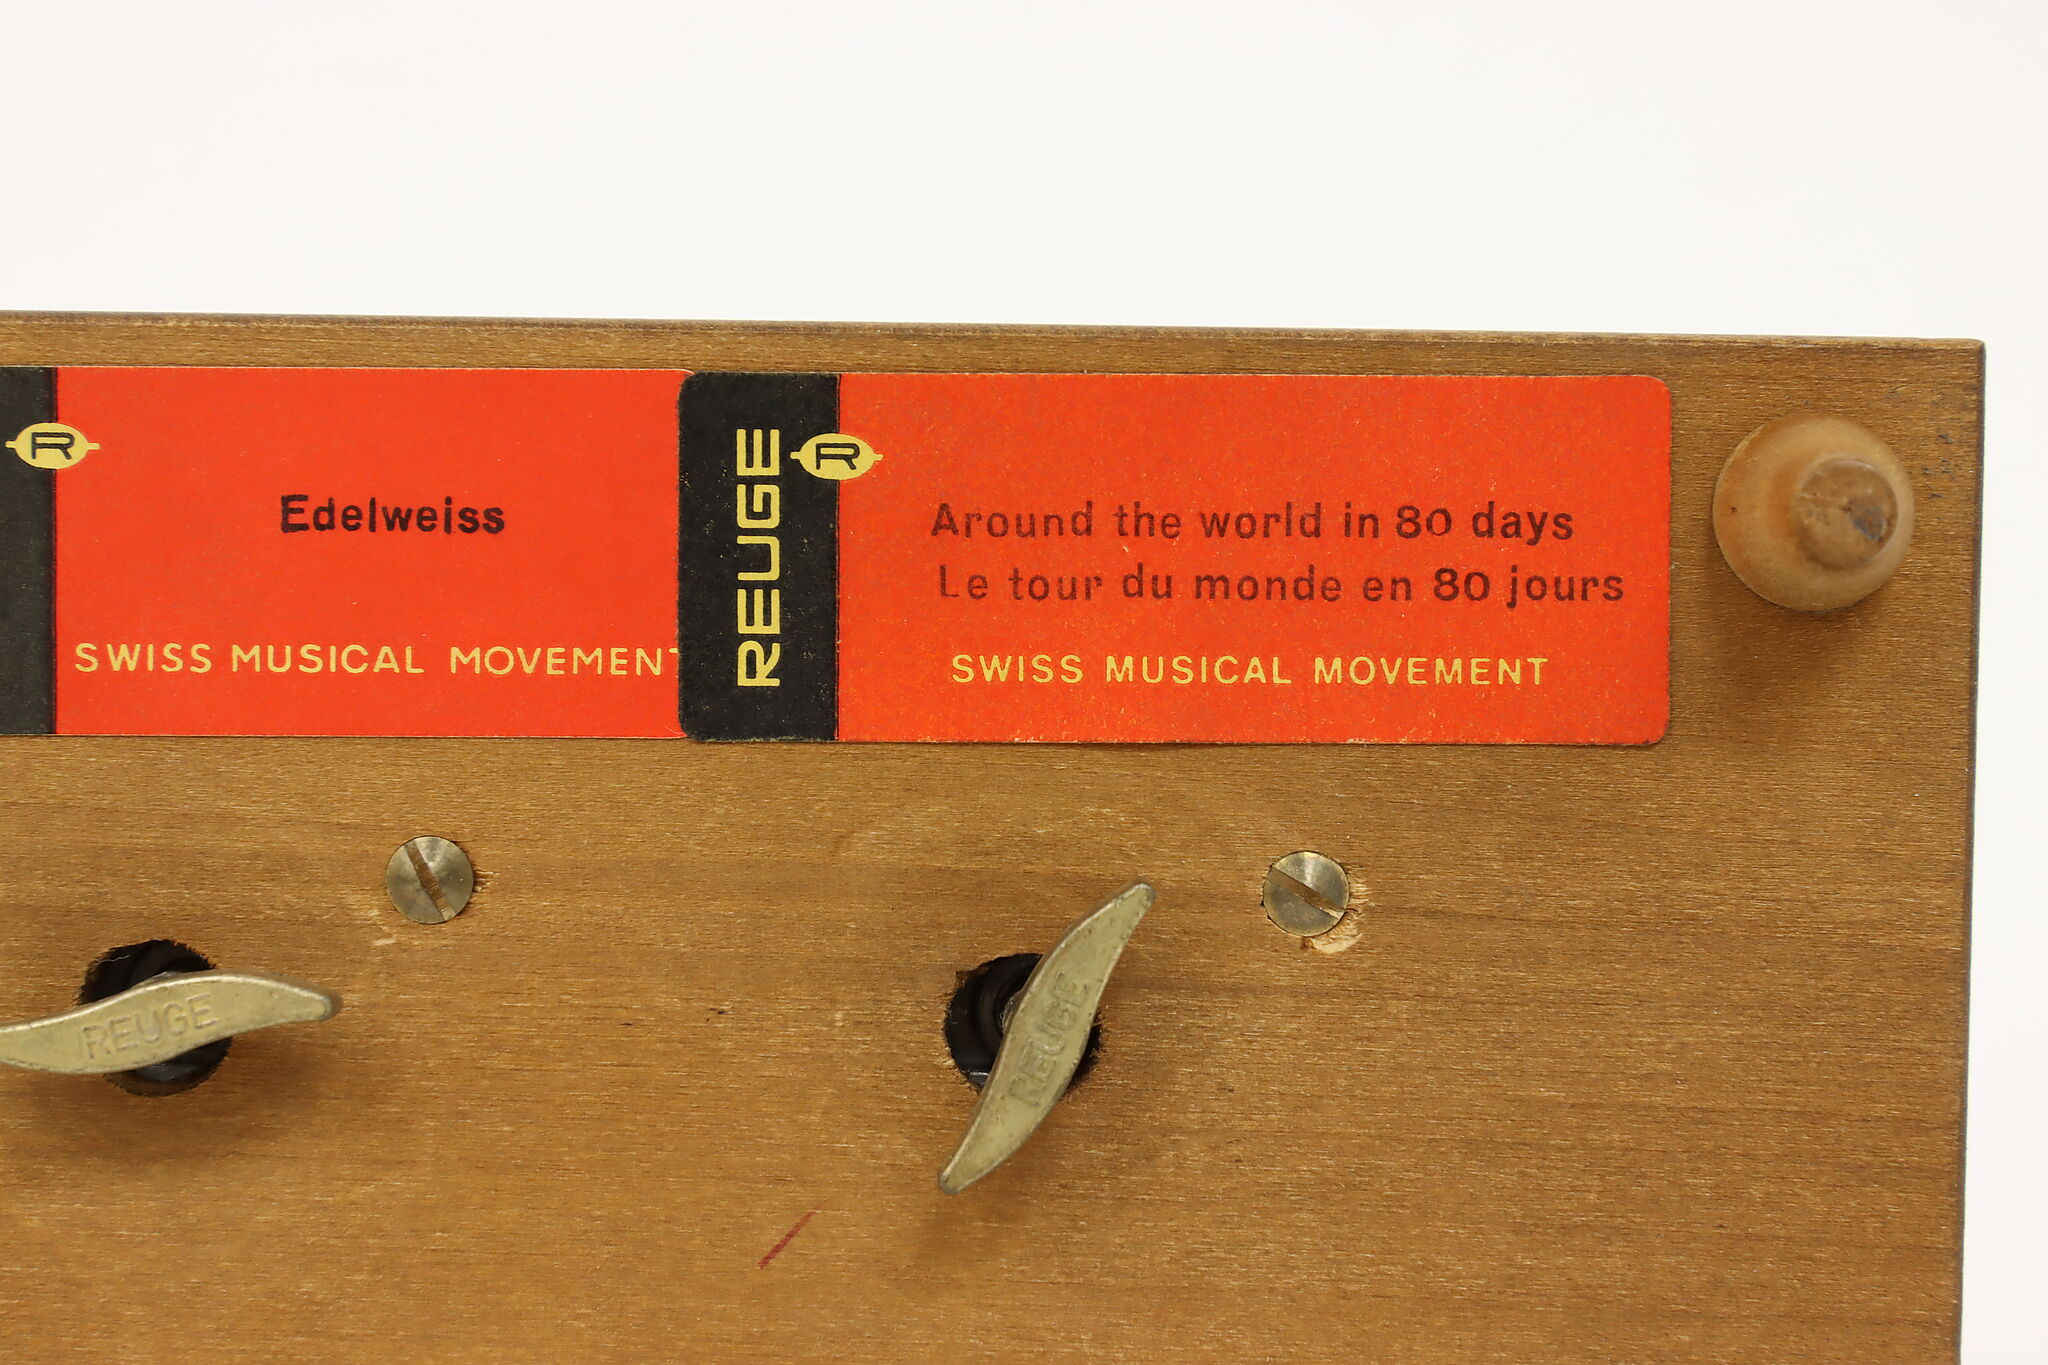 R
Edelweiss
SWISS MUSICAL MOVEMENT
REUGE
R
Around the world in 80 days
Le tour du monde en 80 jours
SWISS MUSICAL MOVEMENT
REUGE
REUGE